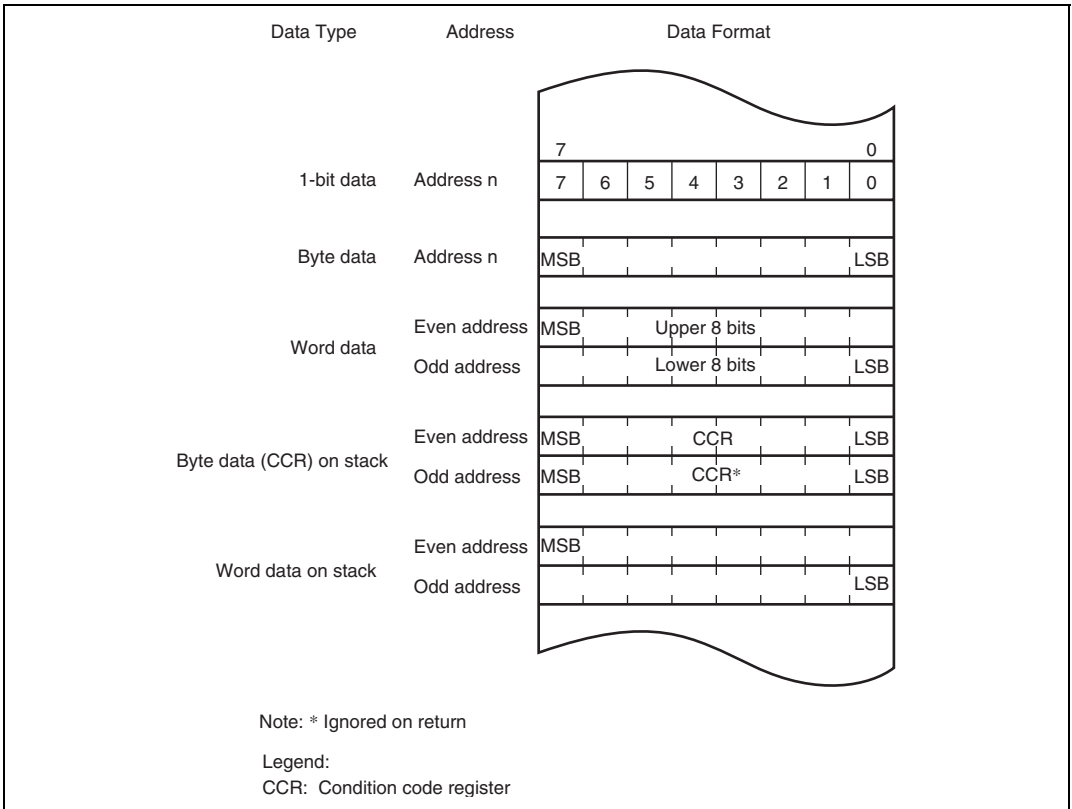 Data Type Address Data Format
7 0
1-bit data Address n 7 6 5 4 3 2 1 0
Byte data Address n MSB LSB
Even address MSB Upper 8 bits
Word data
Odd address Lower 8 bits LSB
Even address MSB CCR LSB
Byte data (CCR) on stack
Odd address MSB CCR* LSB
Even address MSB
Word data on stack
Odd address LSB
Note: * Ignored on return
Legend:
CCR: Condition code register